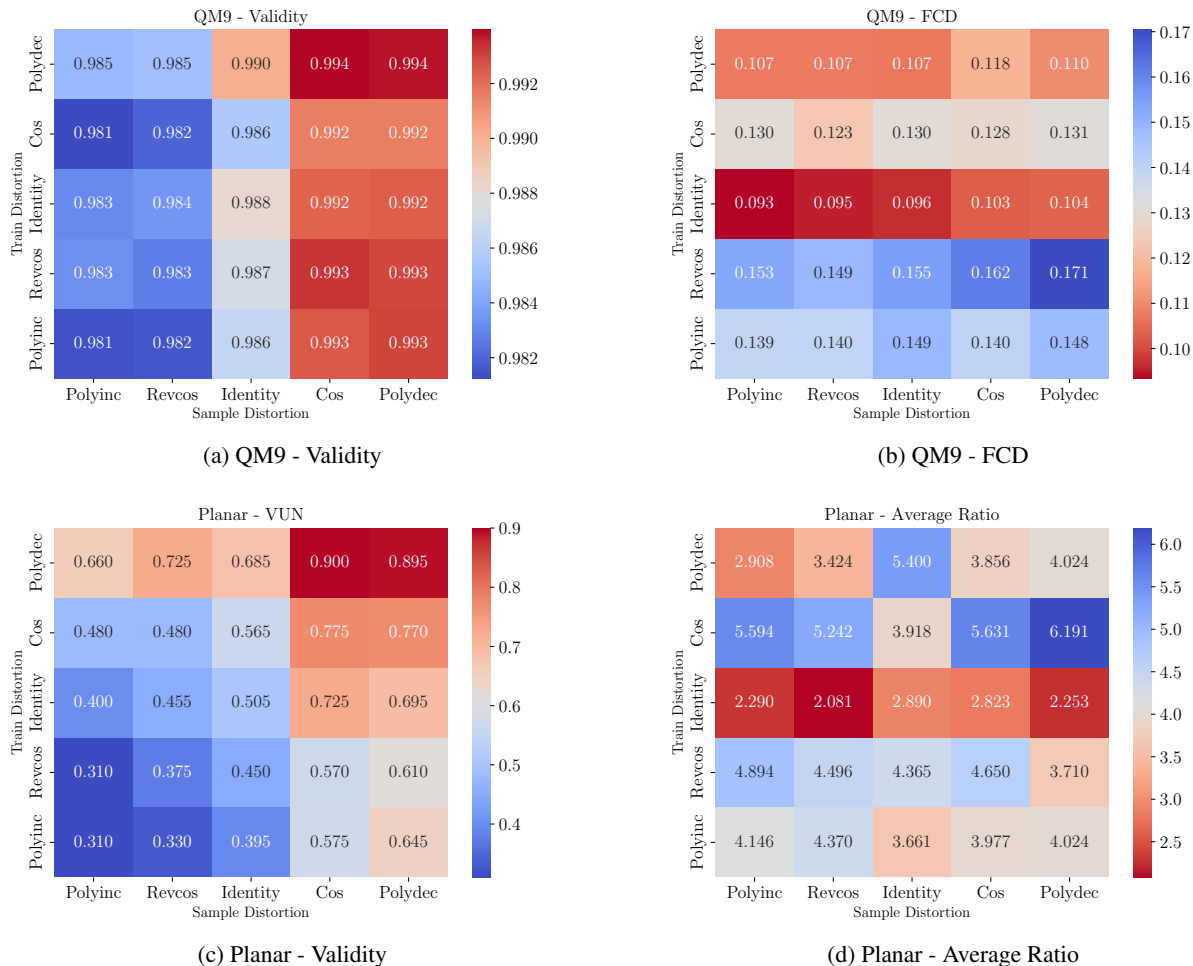 QM9 - Validity
Train Distortion
Polydec 0.985 0.985 0.990 0.994 0.994
Cos 0.981 0.982 0.986 0.992 0.992
Identity 0.983 0.984 0.988 0.992 0.992
Revcos 0.983 0.983 0.987 0.993 0.993
Polyinc 0.981 0.982 0.986 0.993 0.993
Polyinc Revcos Identity Cos Polydec
Sample Distortion
0.992
0.990
0.988
0.986
0.984
0.982
(a) QM9 - Validity
QM9 - FCD
Train Distortion
Polydec 0.107 0.107 0.107 0.118 0.110
Cos 0.130 0.123 0.130 0.128 0.131
Identity 0.093 0.095 0.096 0.103 0.104
Revcos 0.153 0.149 0.155 0.162 0.171
Polyinc 0.139 0.140 0.149 0.140 0.148
Polyinc Revcos Identity Cos Polydec
Sample Distortion
0.17
0.16
0.15
0.14
0.13
0.12
0.11
0.10
(b) QM9 - FCD
Planar - VUN
Train Distortion
Polydec 0.660 0.725 0.685 0.900 0.895
Cos 0.480 0.480 0.565 0.775 0.770
Identity 0.400 0.455 0.505 0.725 0.695
Revcos 0.310 0.375 0.450 0.570 0.610
Polyinc 0.310 0.330 0.395 0.575 0.645
Polyinc Revcos Identity Cos Polydec
Sample Distortion
0.9
0.8
0.7
0.6
0.5
0.4
(c) Planar - Validity
Planar - Average Ratio
Train Distortion
Polydec 2.908 3.424 5.400 3.856 4.024
Cos 5.594 5.242 3.918 5.631 6.191
Identity 2.290 2.081 2.890 2.823 2.253
Revcos 4.894 4.496 4.365 4.650 3.710
Polyinc 4.146 4.370 3.661 3.977 4.024
Polyinc Revcos Identity Cos Polydec
Sample Distortion
6.0
5.5
5.0
4.5
4.0
3.5
3.0
2.5
(d) Planar - Average Ratio